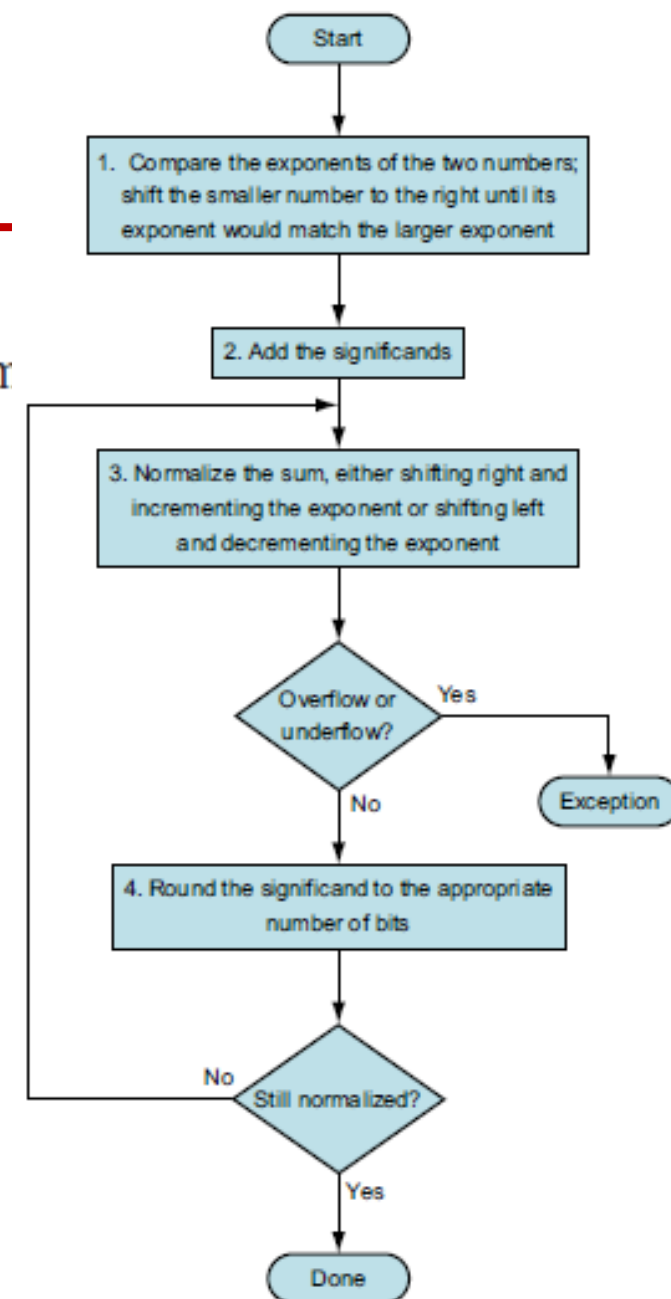 Start
1. Compare the exponents of the two numbers;
shift the smaller number to the right until its
exponent would match the larger exponent
2. Add the significands
3. Normalize the sum, either shifting right and
incrementing the exponent or shifting left
and decrementing the exponent
Overflow or
underflow?
Yes
No
Exception
4. Round the significand to the appropriate
number of bits
No
Still normalized?
Yes
Done